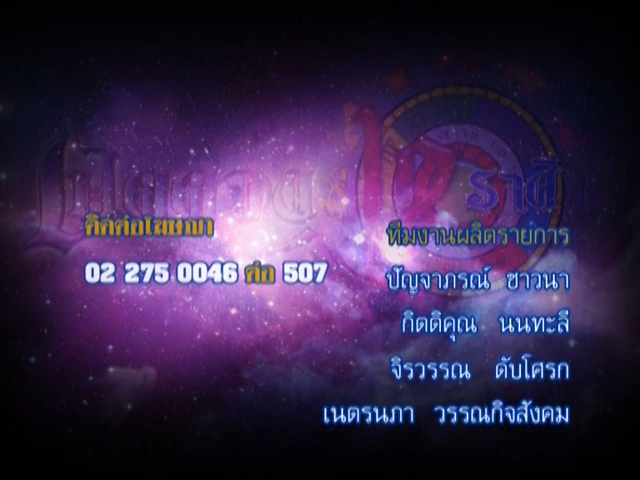 ราศี
ติดต่อโฆษณา
02 275 0046 ต่อ 507
ทีมงานผลิตรายการ
ปัญจาภรณ์ ชาวนา
กิตติคุณ นนทะลี
จิรวรรณ ดับโศรก
เนตรนภา วรรณกิจสังคม